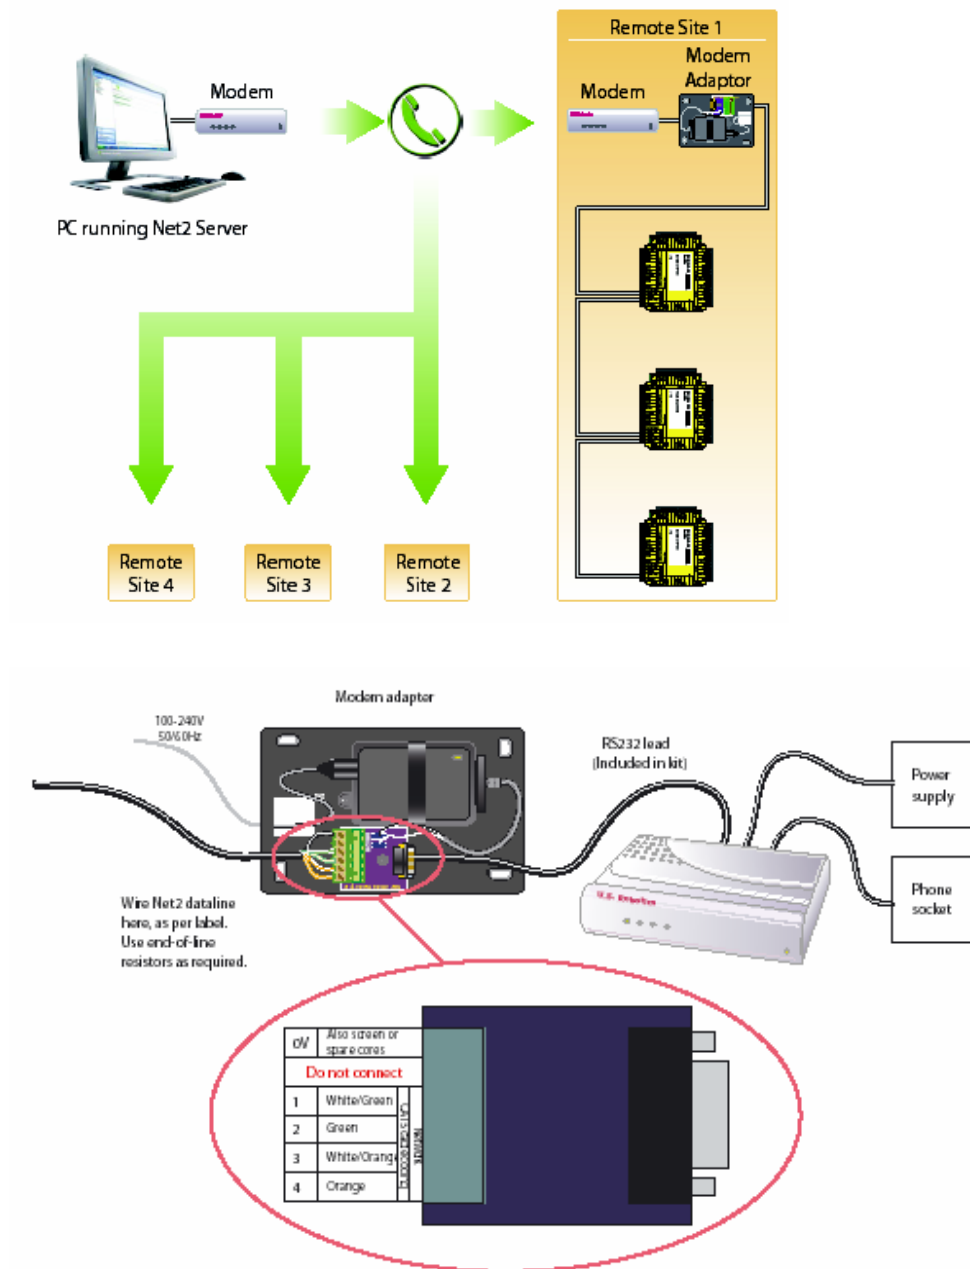 Remote Site 1
Modem
Adaptor
Modem
Modem
PC running Net2 Server
Remote
Site 4
Remote
Site 3
Remote
Site 2
Modem adapter
100-240V
50/60Hz
RS232 lead
(Included in kit)
Power
supply
Phone
socket
U.S. Robotics
Wire Net2 dataline
here, as per label.
Use end-of-line
resistors as required.
0V
Also screen or
spare cores
Do not connect
1 White/Green
2 Green
3 White/Orange
4 Orange
Network